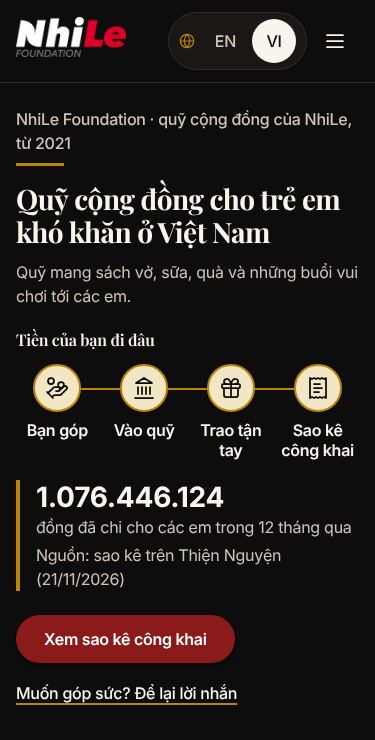 NhiLe
FOUNDATION
EN
VI
NhiLe Foundation · quỹ cộng đồng của NhiLe,
từ 2021
Quỹ cộng đồng cho trẻ em
khó khăn ở Việt Nam
Quỹ mang sách vở, sữa, quà và những buổi vui
chơi tới các em.
Tiền của bạn đi đâu
Bạn góp
Vào quỹ
Trao tận
tay
Sao kê
công khai
1.076.446.124
đồng đã chi cho các em trong 12 tháng qua
Nguồn: sao kê trên Thiện Nguyện
(21/11/2026)
Xem sao kê công khai
Muốn góp sức? Để lại lời nhắn